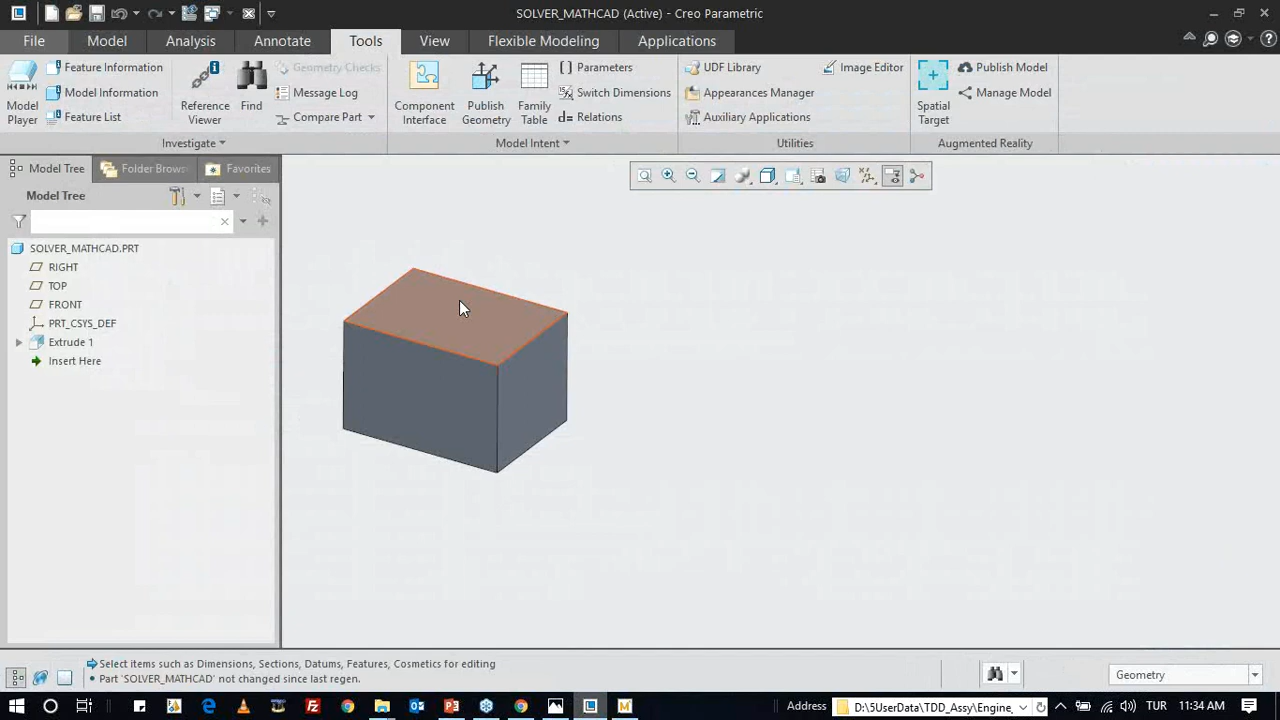 SOLVER_MATHCAD (Active) - Creo Parametric
File Model Analysis Annotate Tools View Flexible Modeling Applications
Model Player
Feature Information
Model Information
Feature List
Reference Viewer
Find
Geometry Checks
Message Log
Compare Part
Investigate
Component Interface
Publish Geometry
Family Table
Parameters
Switch Dimensions
Relations
Model Intent
UDF Library
Appearances Manager
Auxiliary Applications
Image Editor
Utilities
Spatial Target
Publish Model
Manage Model
Augmented Reality
Model Tree Folder Brows Favorites
Model Tree
SOLVER_MATHCAD.PRT
RIGHT
TOP
FRONT
PRT_CSYS_DEF
Extrude 1
Insert Here
Select items such as Dimensions, Sections, Datums, Features, Cosmetics for editing
Part 'SOLVER_MATHCAD' not changed since last regen.
Geometry
Address D:\5UserData\TDD_Assy\Engine_
TUR 11:34 AM